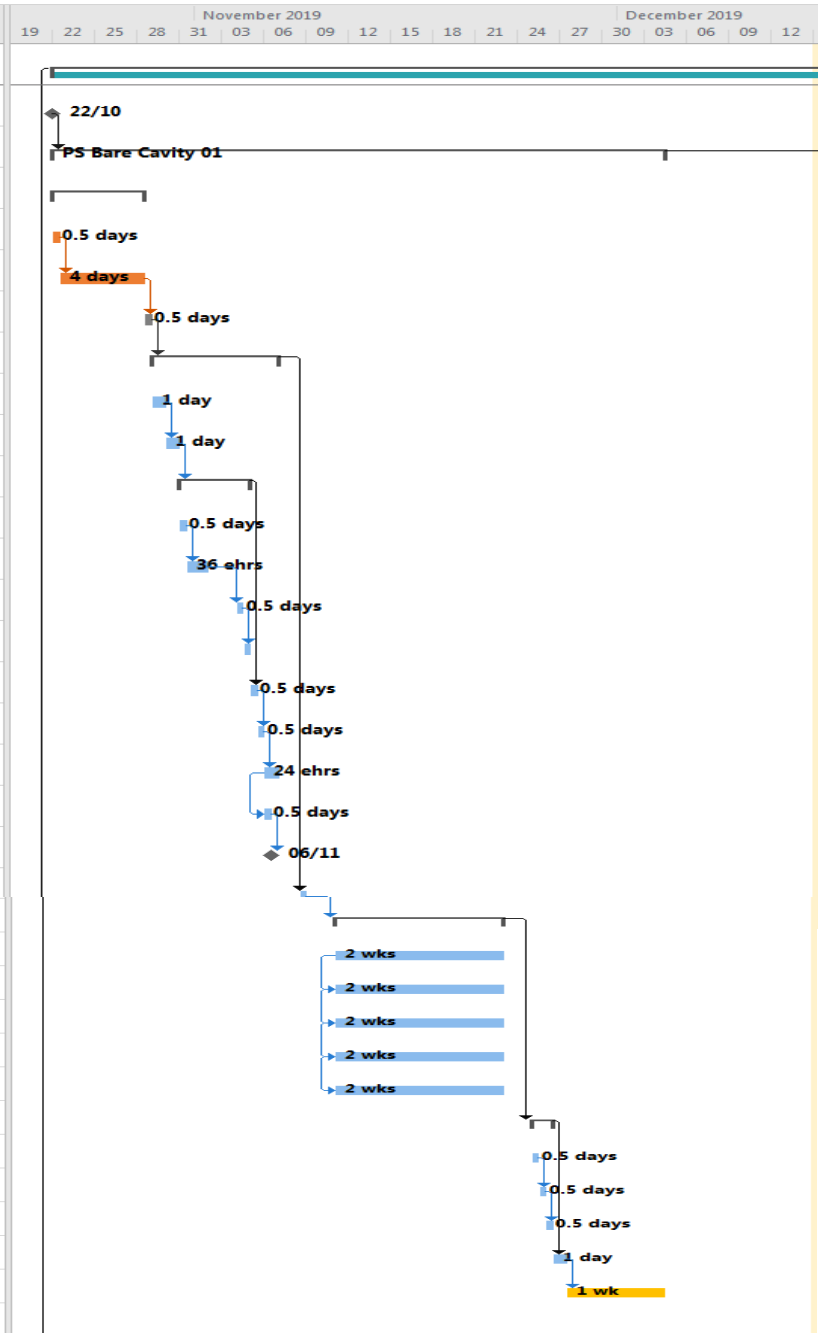 November 2019 December 2019
19 22 25 28 31 03 06 09 12 15 18 21 24 27 30 03 06 09 12
22/10
PS Bare Cavity 01
0.5 days
4 days
0.5 days
1 day
1 day
0.5 days
36 ehrs
0.5 days
0.5 days
0.5 days
24 ehrs
0.5 days
06/11
2 wks
2 wks
2 wks
2 wks
2 wks
0.5 days
0.5 days
0.5 days
1 day
1 wk